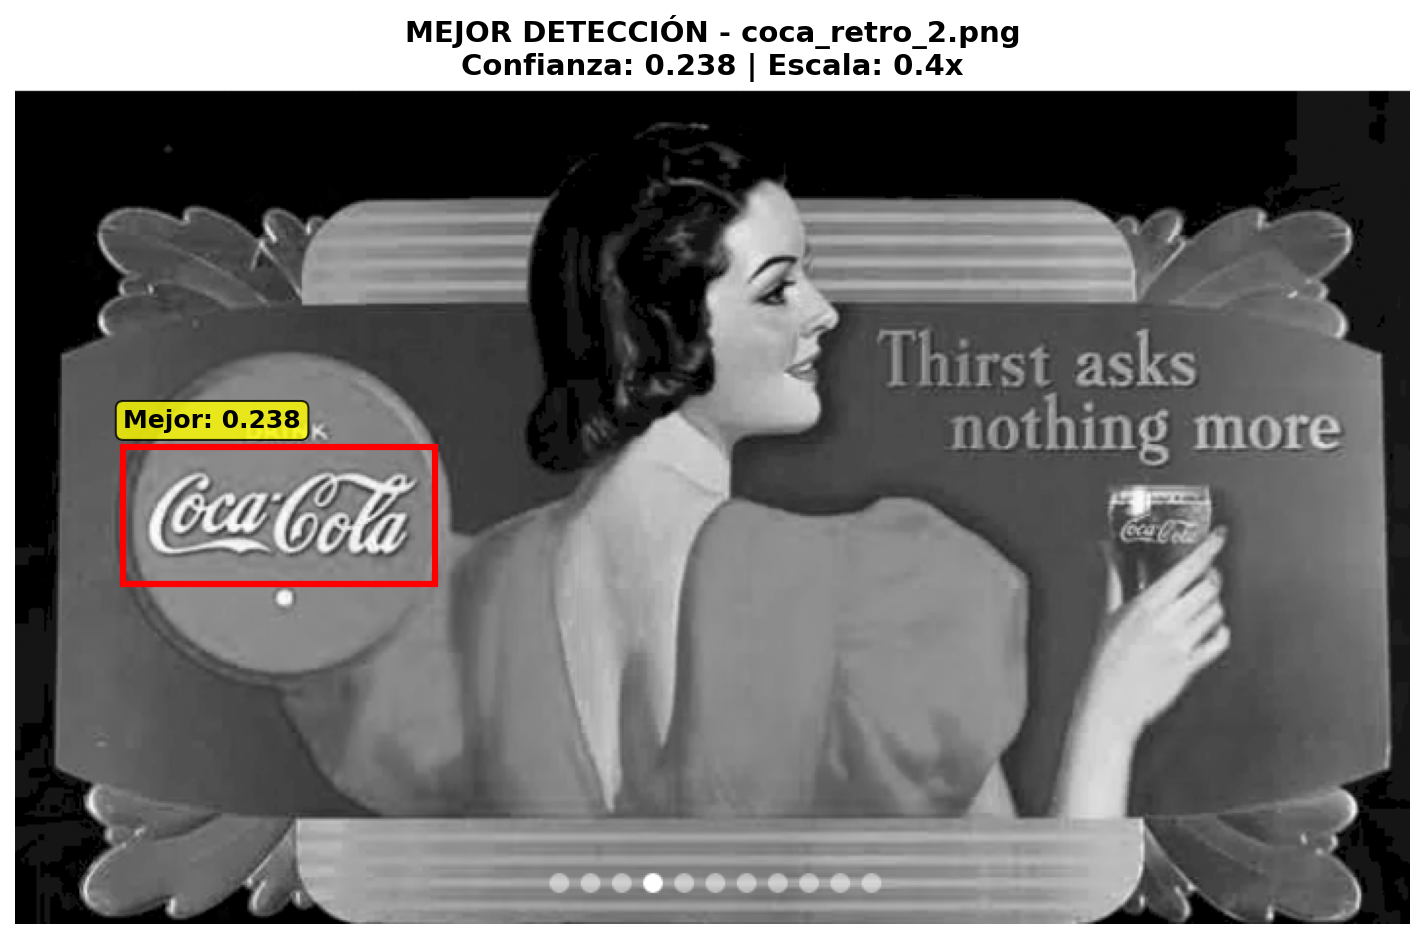 MEJOR DETECCIÓN - coca_retro_2.png
Confianza: 0.238 | Escala: 0.4x
Thirst asks
nothing more
Mejor: 0.238
Coca-Cola
Coca-Cola